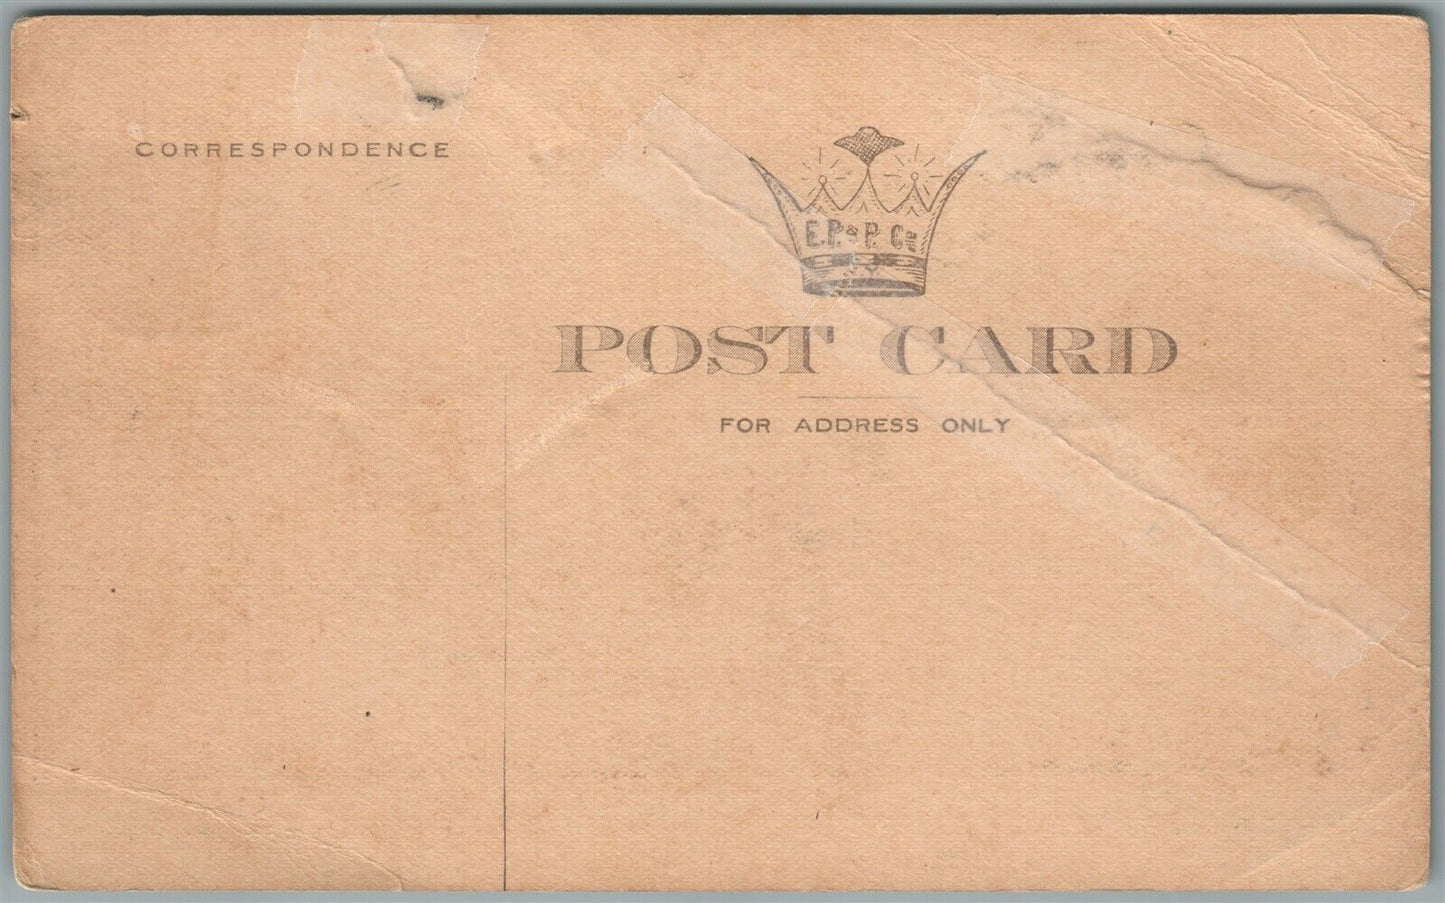 CORRESPONDENCE
E.P. & P. Co.
N.Y.
POST CARD
FOR ADDRESS ONLY